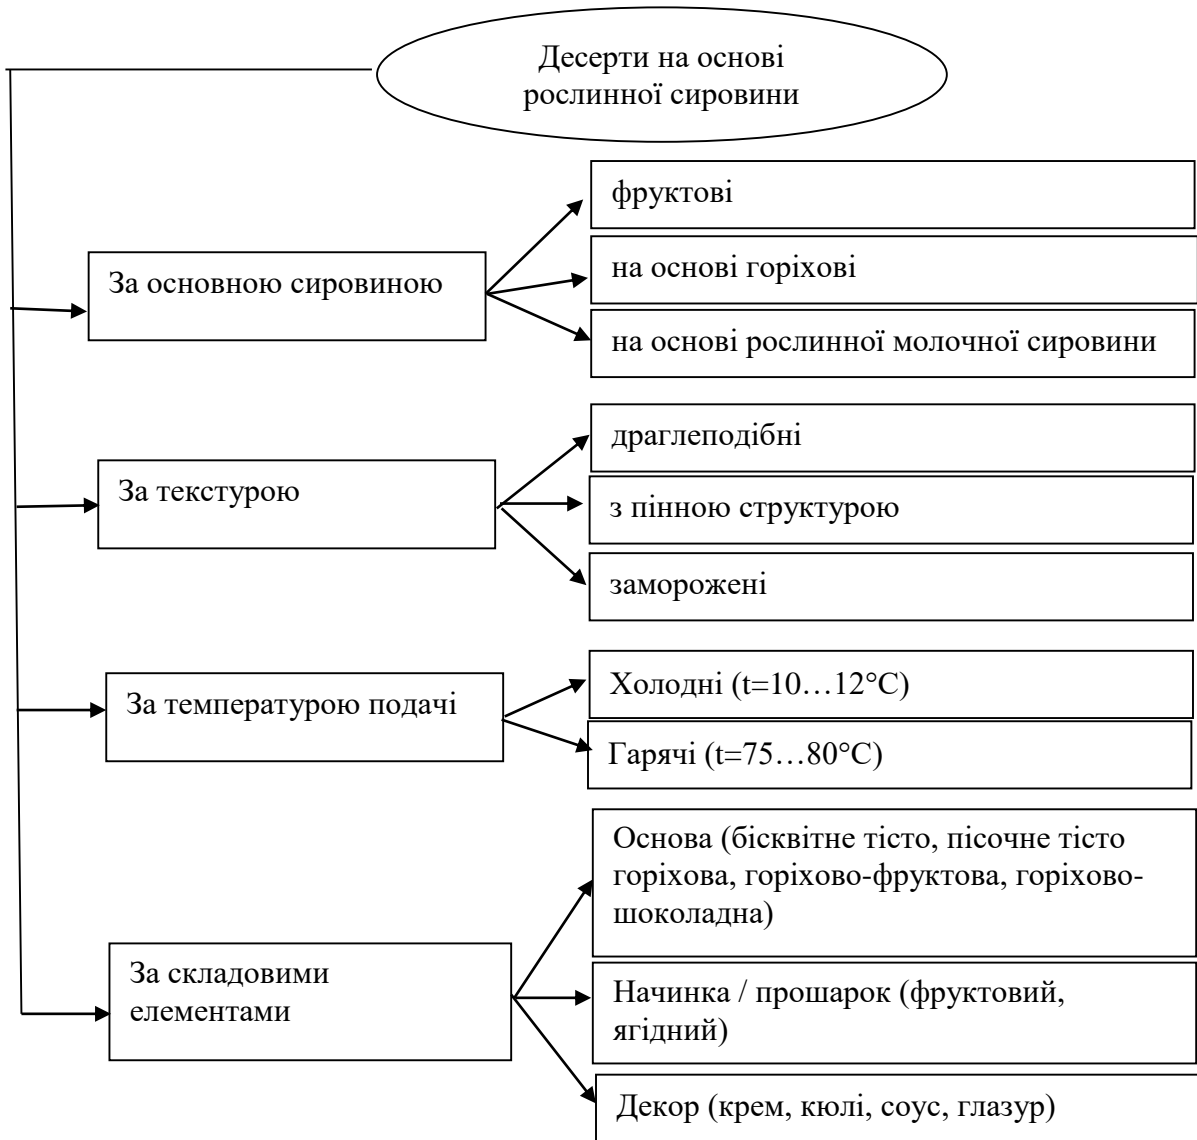 Десерти на основі
рослинної сировини
За основною сировиною
фруктові
на основі горіхові
на основі рослинної молочної сировини
За текстурою
драглеподібні
з пінною структурою
заморожені
За температурою подачі
Холодні (t=10…12°C)
Гарячі (t=75…80°C)
За складовими
елементами
Основа (бісквітне тісто, пісочне тісто
горіхова, горіхово-фруктова, горіхово-
шоколадна)
Начинка / прошарок (фруктовий,
ягідний)
Декор (крем, кюлі, соус, глазур)